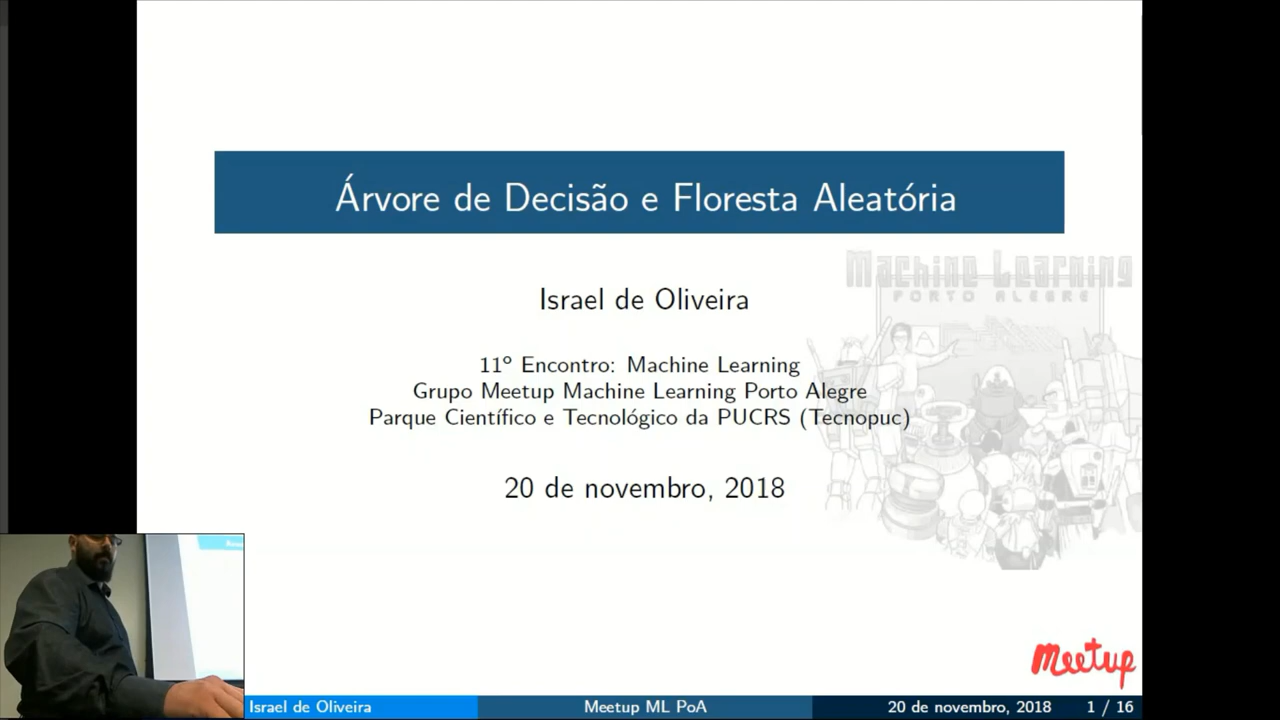 Árvore de Decisão e Floresta Aleatória
Machine Learning
PORTO ALEGRE
Israel de Oliveira
11º Encontro: Machine Learning
Grupo Meetup Machine Learning Porto Alegre
Parque Científico e Tecnológico da PUCRS (Tecnopuc)
20 de novembro, 2018
Meetup
Israel de Oliveira
Meetup ML PoA
20 de novembro, 2018
1 / 16